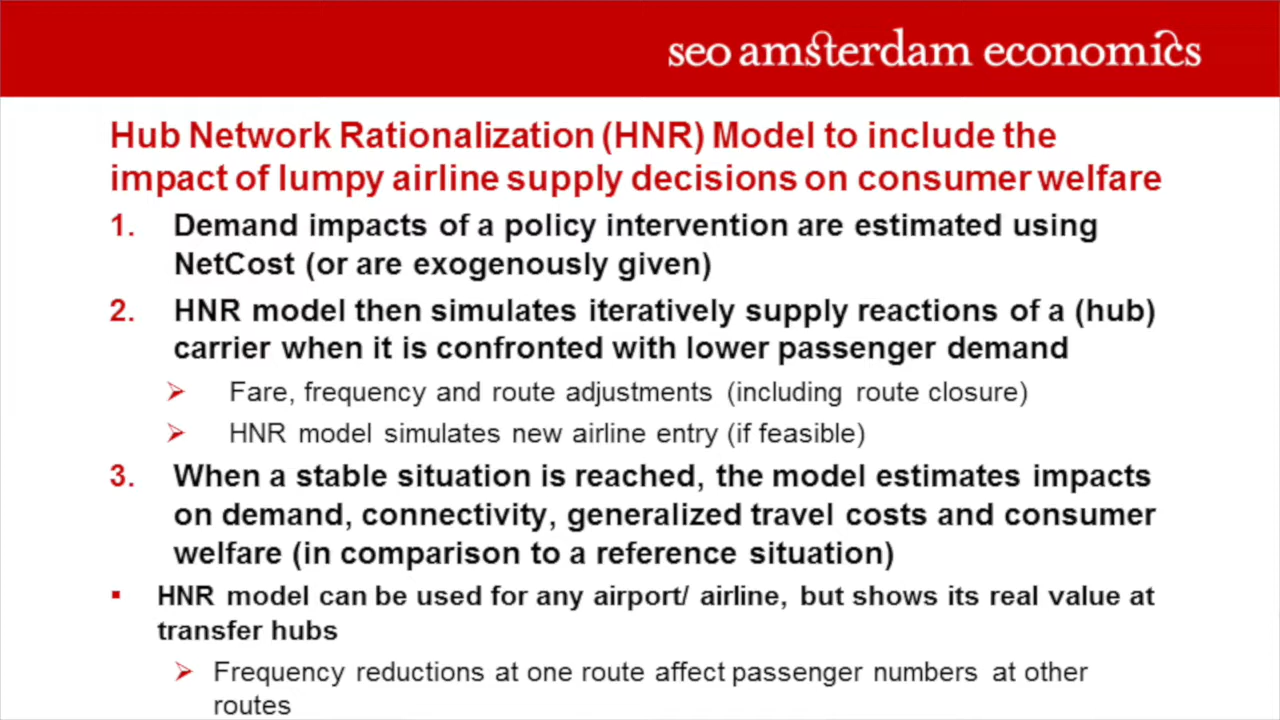 seo amsterdam economics
Hub Network Rationalization (HNR) Model to include the
impact of lumpy airline supply decisions on consumer welfare
1. Demand impacts of a policy intervention are estimated using
NetCost (or are exogenously given)
2. HNR model then simulates iteratively supply reactions of a (hub)
carrier when it is confronted with lower passenger demand
Fare, frequency and route adjustments (including route closure)
HNR model simulates new airline entry (if feasible)
3. When a stable situation is reached, the model estimates impacts
on demand, connectivity, generalized travel costs and consumer
welfare (in comparison to a reference situation)
HNR model can be used for any airport/ airline, but shows its real value at
transfer hubs
Frequency reductions at one route affect passenger numbers at other
routes